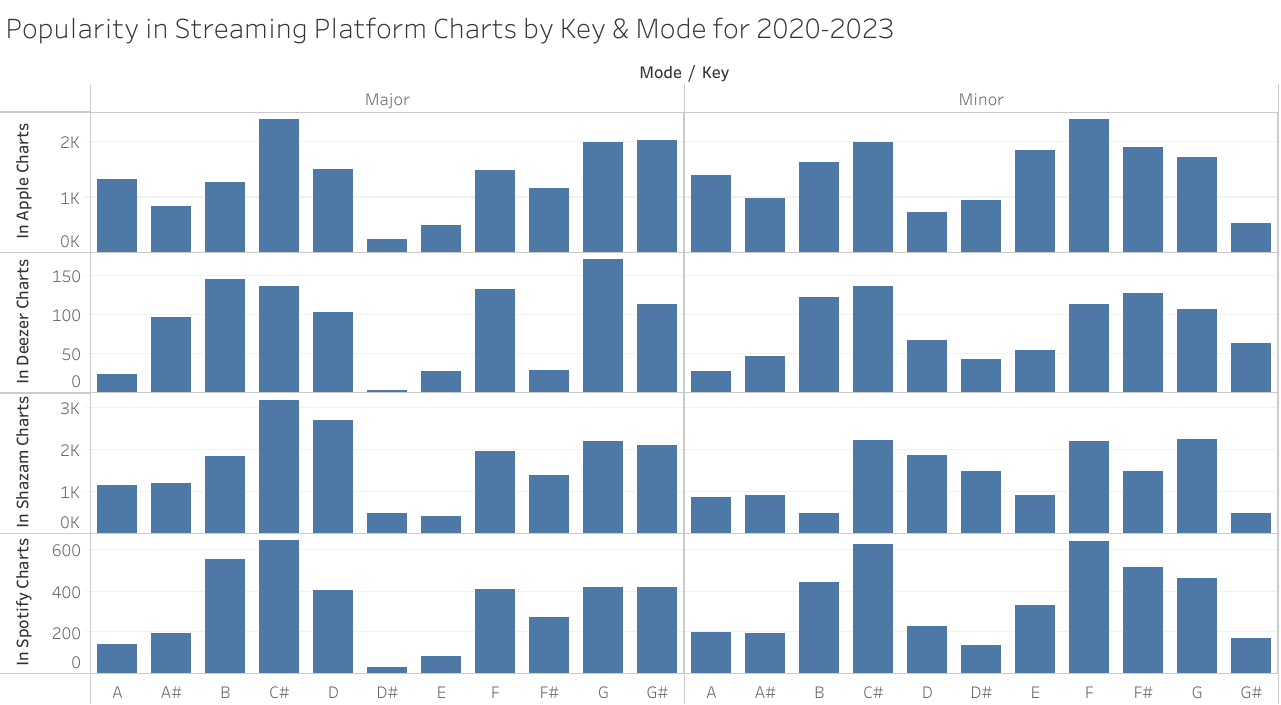 Popularity in Streaming Platform Charts by Key & Mode for 2020-2023
Mode / Key
Major
Minor
In Apple Charts
2K
1K
0K
In Deezer Charts
150
100
50
0
In Shazam Charts
3K
2K
1K
0K
In Spotify Charts
600
400
200
0
A A# B C# D D# E F F# G G# A A# B C# D D# E F F# G G#